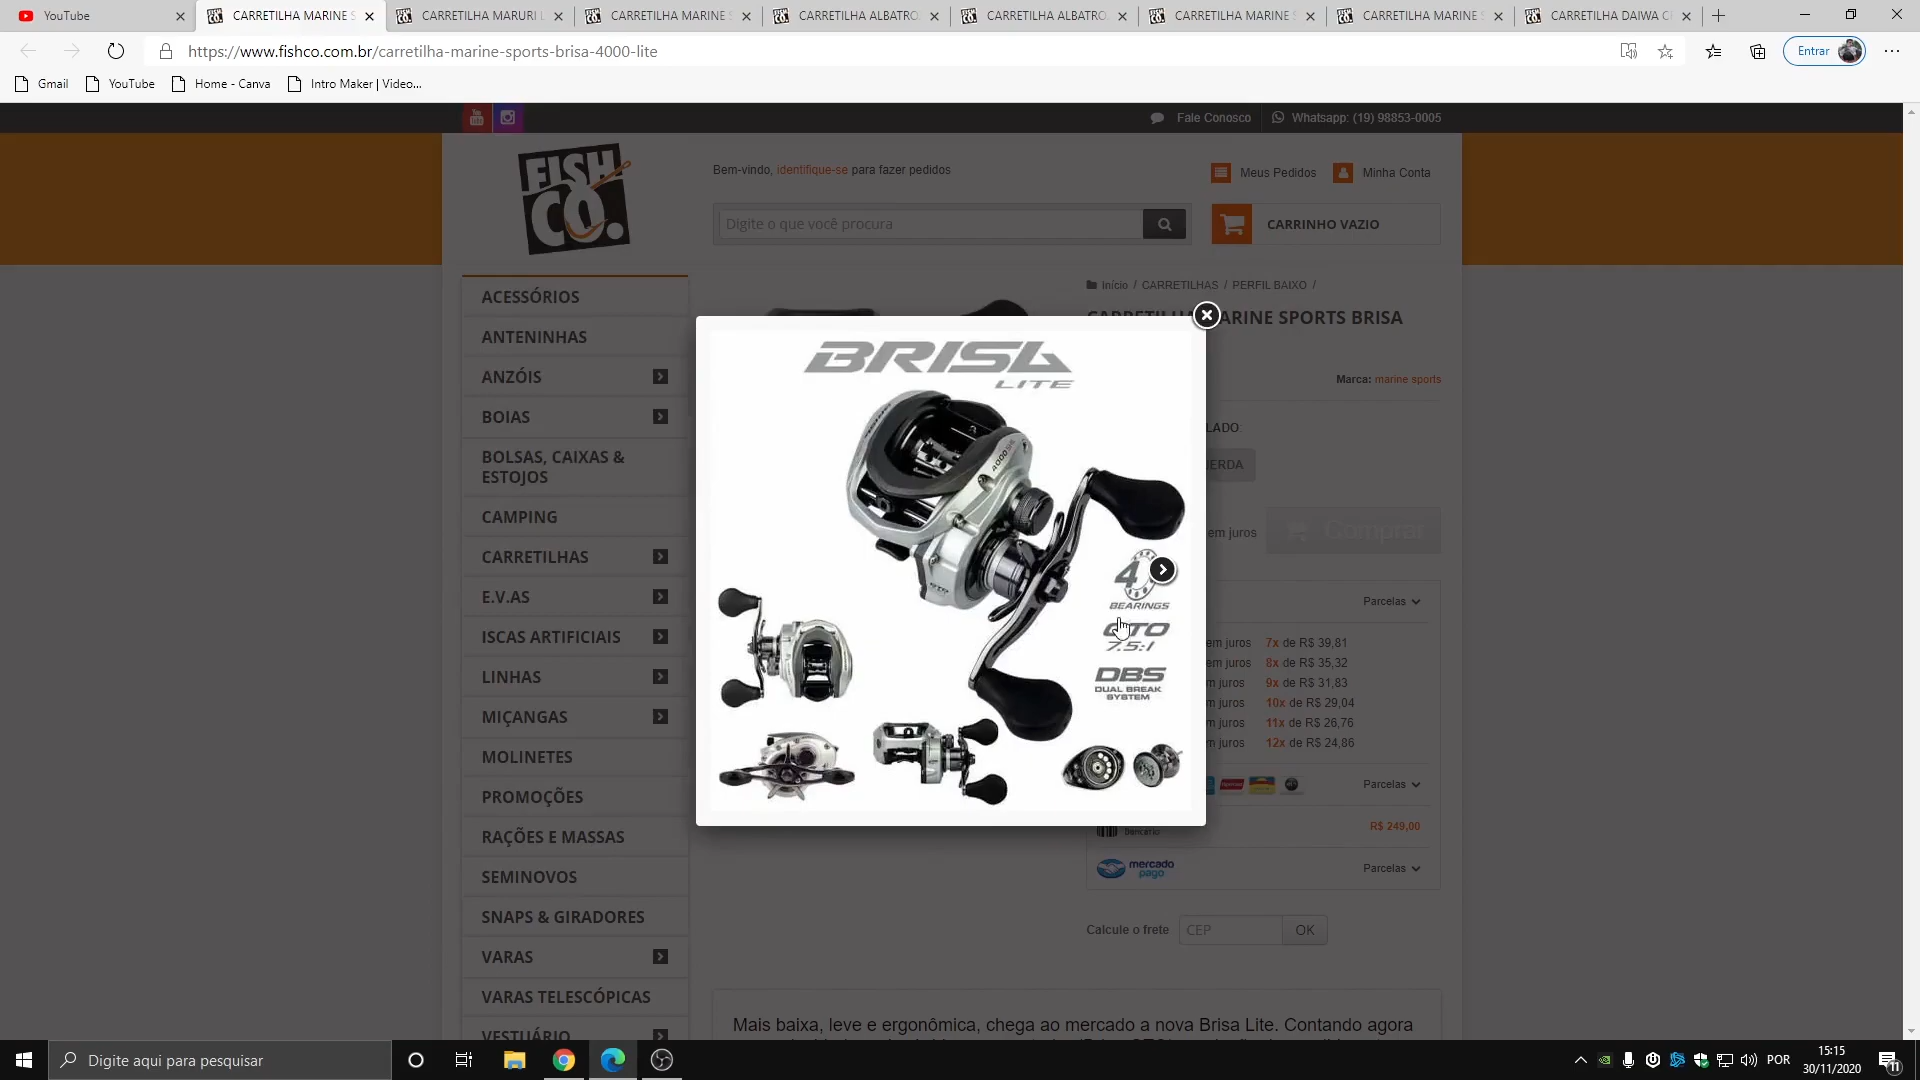 YouTube
CARRETILHA MARINE S
CARRETILHA MARURI L
CARRETILHA MARINE S
CARRETILHA ALBATRO
CARRETILHA ALBATRO
CARRETILHA MARINE S
CARRETILHA MARINE S
CARRETILHA DAIWA C
https://www.fishco.com.br/carretilha-marine-sports-brisa-4000-lite
Entrar
Gmail
YouTube
Home - Canva
Intro Maker | Video...
Fale Conosco
Whatsapp: (19) 98853-0005
FISH
CO.
Bem-vindo, identifique-se para fazer pedidos
Meus Pedidos
Minha Conta
Digite o que você procura
CARRINHO VAZIO
ACESSÓRIOS
ANTENINHAS
ANZÓIS
BOIAS
BOLSAS, CAIXAS &
ESTOJOS
CAMPING
CARRETILHAS
E.V.AS
ISCAS ARTIFICIAIS
LINHAS
MIÇANGAS
MOLINETES
PROMOÇÕES
RAÇÕES E MASSAS
SEMINOVOS
SNAPS & GIRADORES
VARAS
VARAS TELESCÓPICAS
VESTUÁRIO
Início / CARRETILHAS / PERFIL BAIXO /
CARRETILHA MARINE SPORTS BRISA
Marca: marine sports
LADO:
ERDA
em juros
Comprar
BRISA
LITE
4
BEARINGS
GTO
7.5:1
DBS
DUAL BREAK
SYSTEM
Parcelas
em juros 7x de R$ 39,81
em juros 8x de R$ 35,32
m juros 9x de R$ 31,83
m juros 10x de R$ 29,04
m juros 11x de R$ 26,76
m juros 12x de R$ 24,86
Parcelas
R$ 249,00
mercado
pago
Parcelas
Calcule o frete
CEP
OK
Mais baixa, leve e ergonômica, chega ao mercado a nova Brisa Lite. Contando agora
Digite aqui para pesquisar
POR
15:15
30/11/2020
11